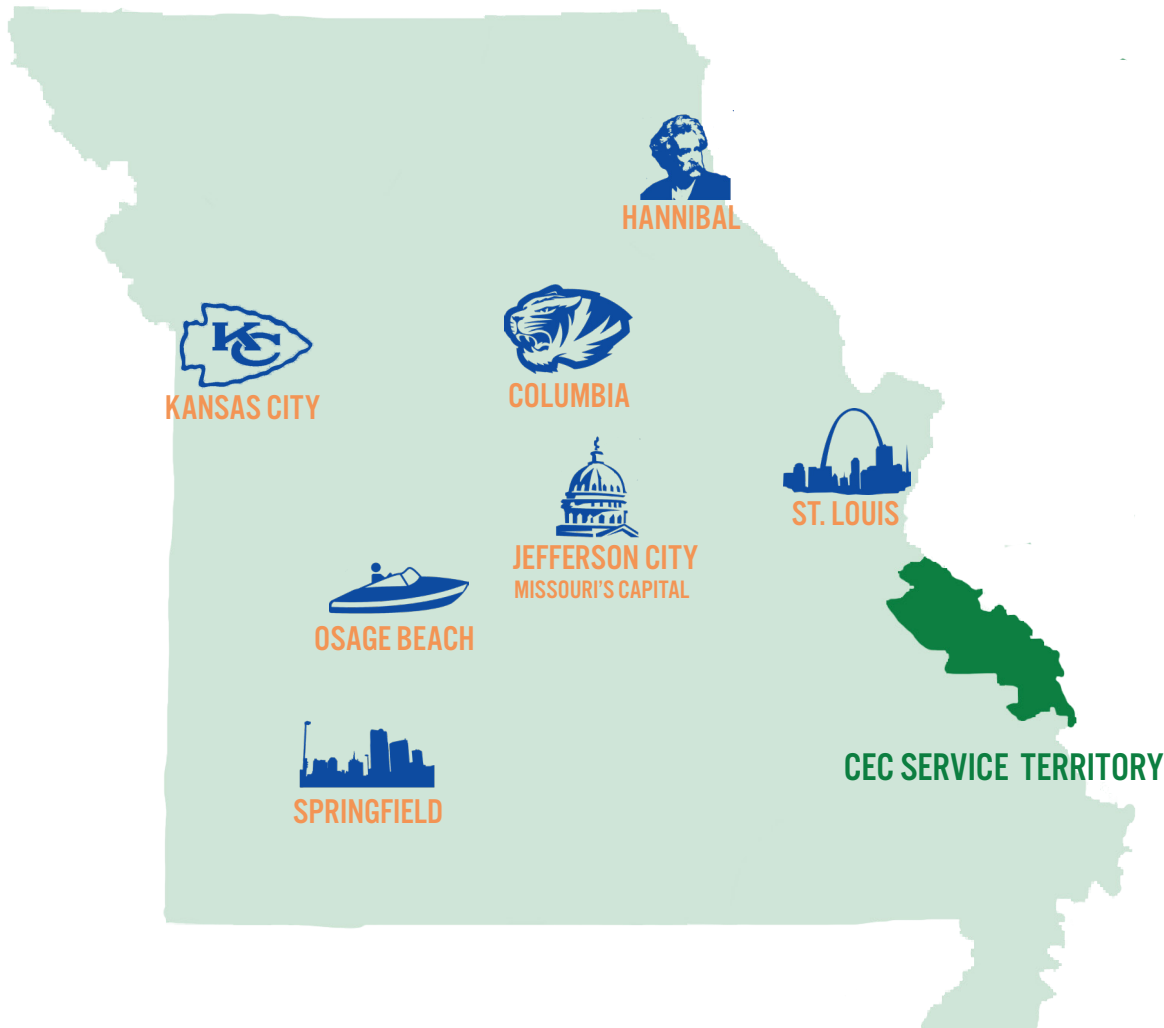 HANNIBAL
KC
KANSAS CITY
COLUMBIA
ST. LOUIS
JEFFERSON CITY
MISSOURI'S CAPITAL
OSAGE BEACH
CEC SERVICE TERRITORY
SPRINGFIELD